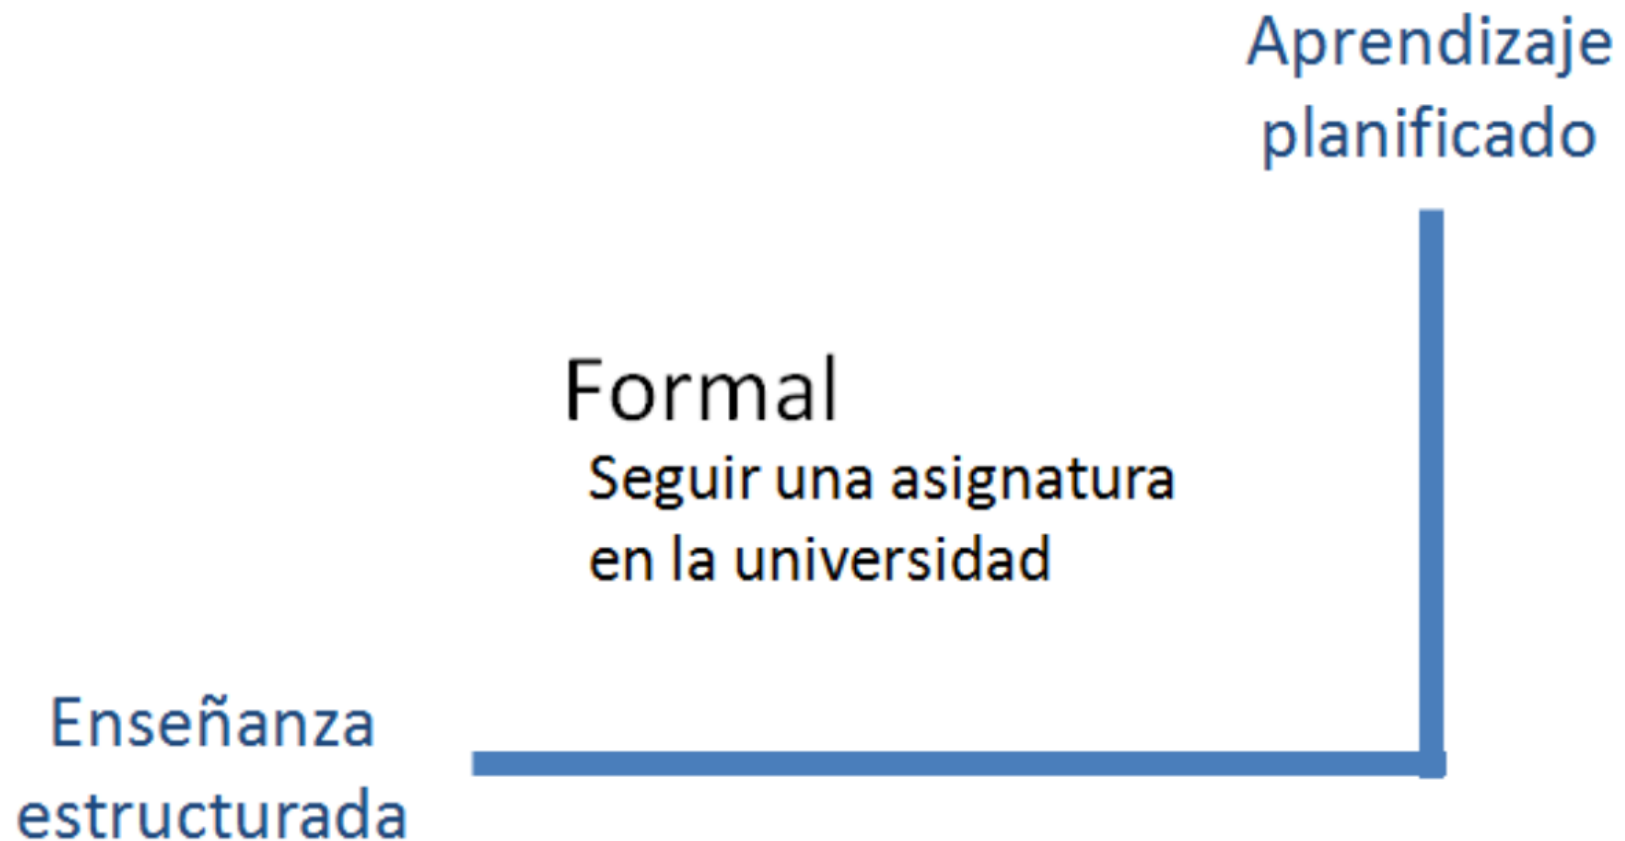 Aprendizaje
planificado
Formal
Seguir una asignatura
en la universidad
Enseñanza
estructurada